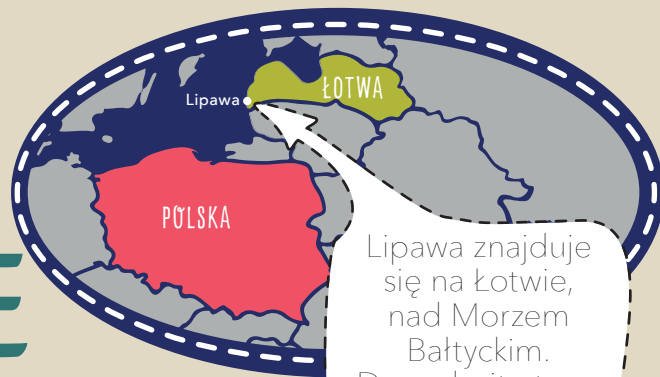 ŁOTWA
Lipawa
POLSKA
Lipawa znajduje
się na Łotwie,
nad Morzem
Bałtyckim.